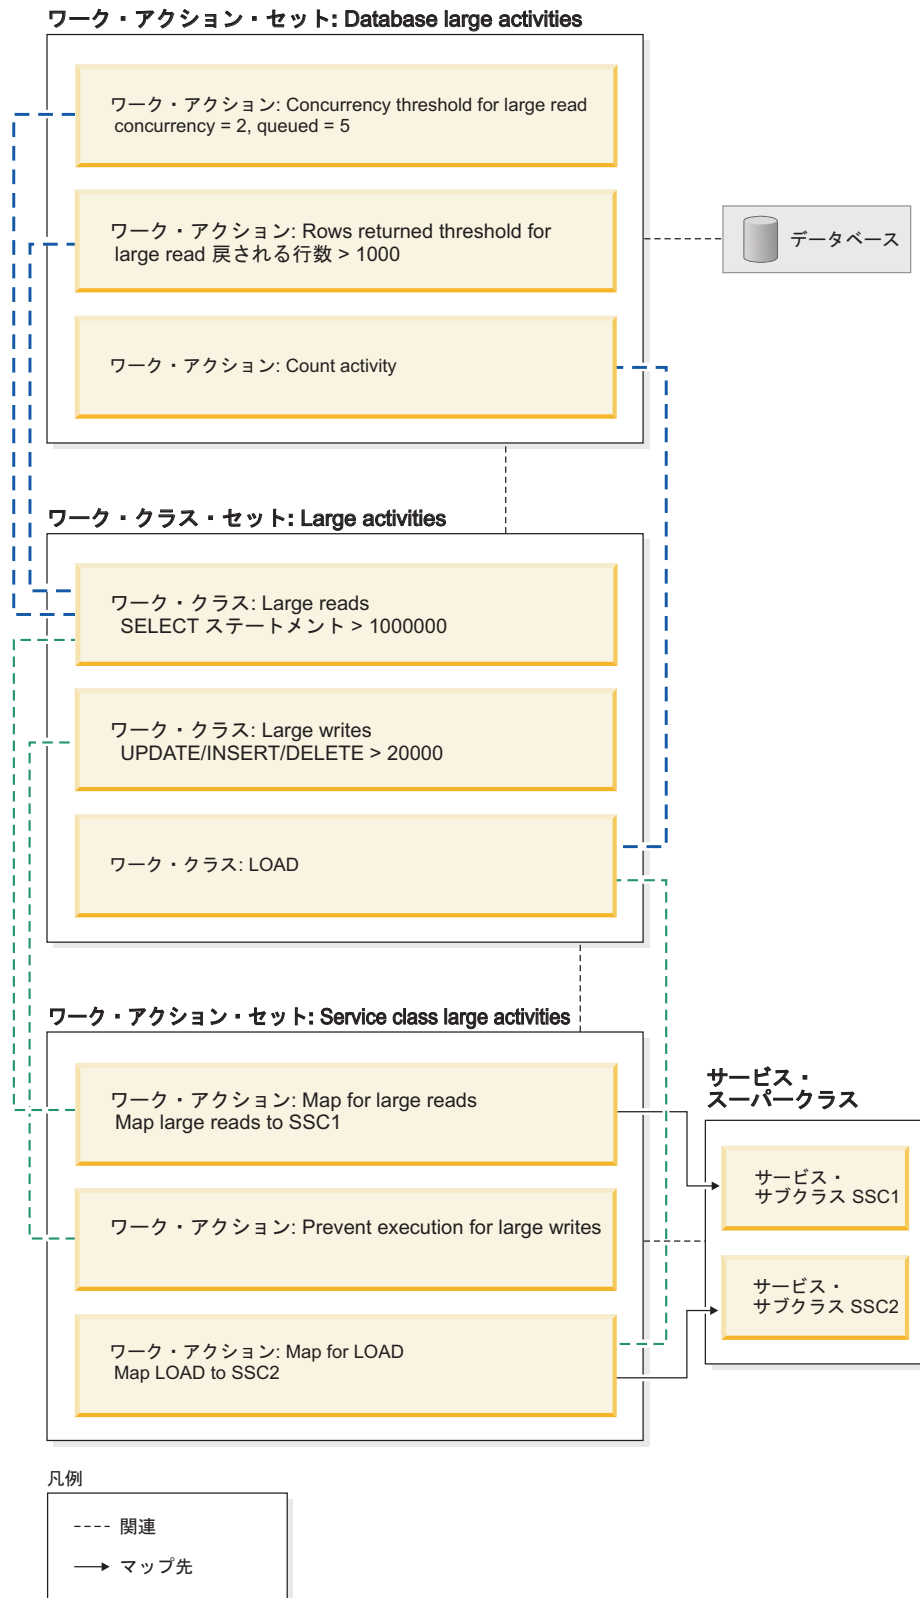 ワーク・アクション・セット: Database large activities
ワーク・アクション: Concurrency threshold for large read
concurrency = 2, queued = 5
ワーク・アクション: Rows returned threshold for
large read 戻される行数 > 1000
データベース
ワーク・アクション: Count activity
ワーク・クラス・セット: Large activities
ワーク・クラス: Large reads
SELECT ステートメント > 1000000
ワーク・クラス: Large writes
UPDATE/INSERT/DELETE > 20000
ワーク・クラス: LOAD
ワーク・アクション・セット: Service class large activities
ワーク・アクション: Map for large reads
Map large reads to SSC1
ワーク・アクション: Prevent execution for large writes
ワーク・アクション: Map for LOAD
Map LOAD to SSC2
サービス・
スーパークラス
サービス・
サブクラス SSC1
サービス・
サブクラス SSC2
凡例
関連
マップ先